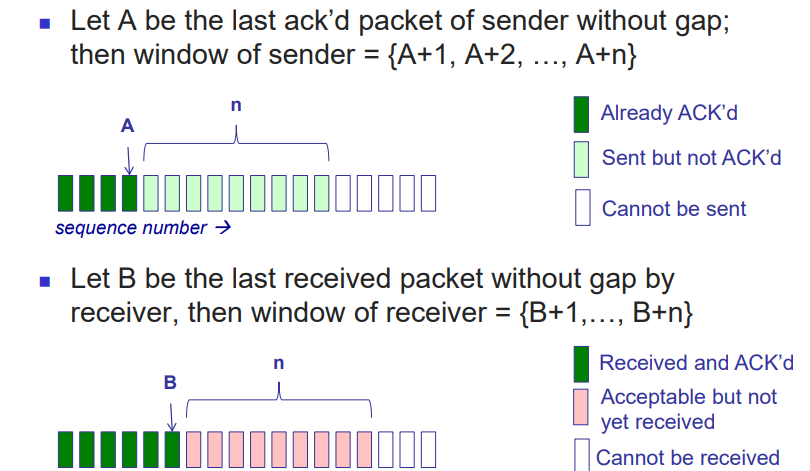 Let A be the last ack’d packet of sender without gap;
then window of sender = {A+1, A+2, …, A+n}
n
A
Already ACK’d
Sent but not ACK’d
Cannot be sent
sequence number →
Let B be the last received packet without gap by
receiver, then window of receiver = {B+1,…, B+n}
n
B
Received and ACK’d
Acceptable but not
yet received
Cannot be received